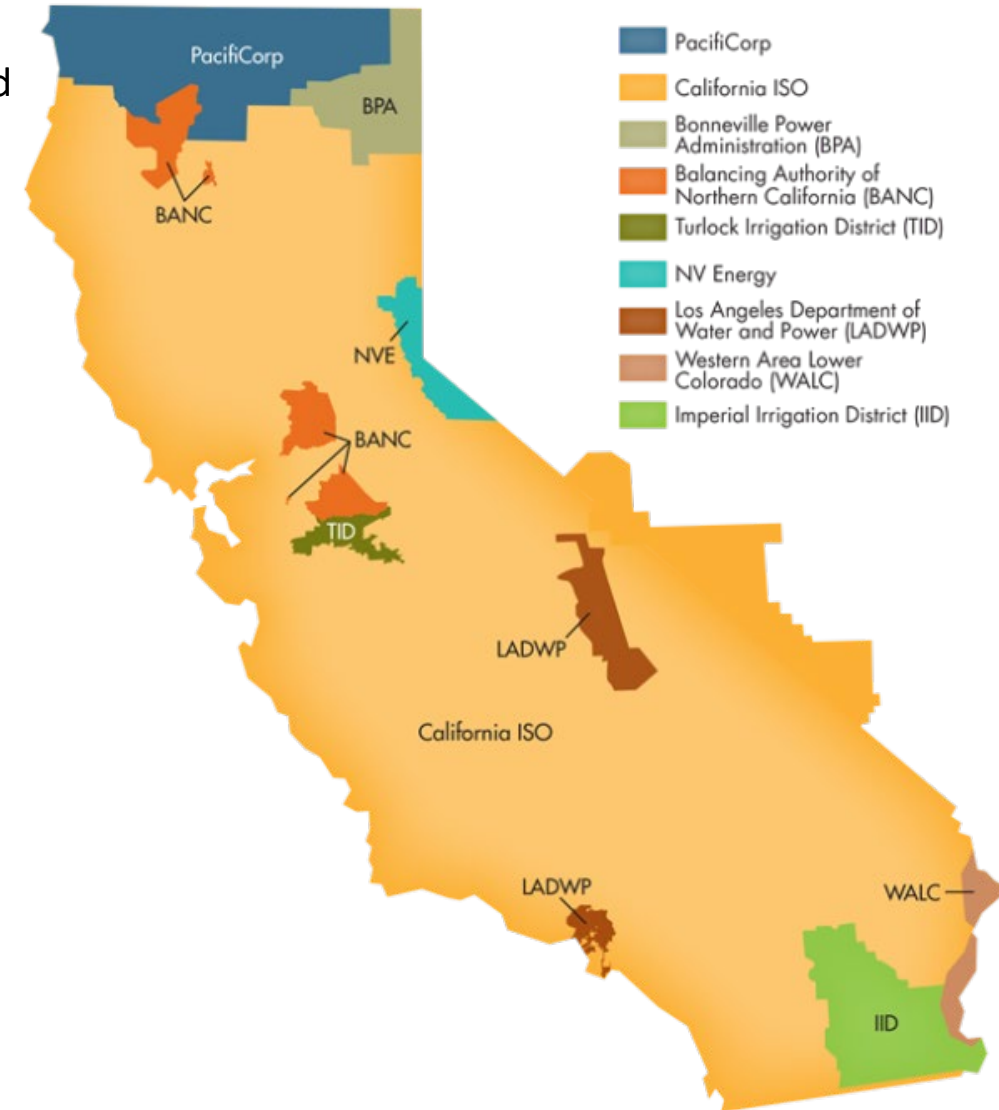 d
PacifiCorp
BPA
BANC
NVE
BANC
TID
LADWP
California ISO
LADWP
WALC
IID
PacifiCorp
California ISO
Bonneville Power
Administration (BPA)
Balancing Authority of
Northern California (BANC)
Turlock Irrigation District (TID)
NV Energy
Los Angeles Department of
Water and Power (LADWP)
Western Area Lower
Colorado (WALC)
Imperial Irrigation District (IID)